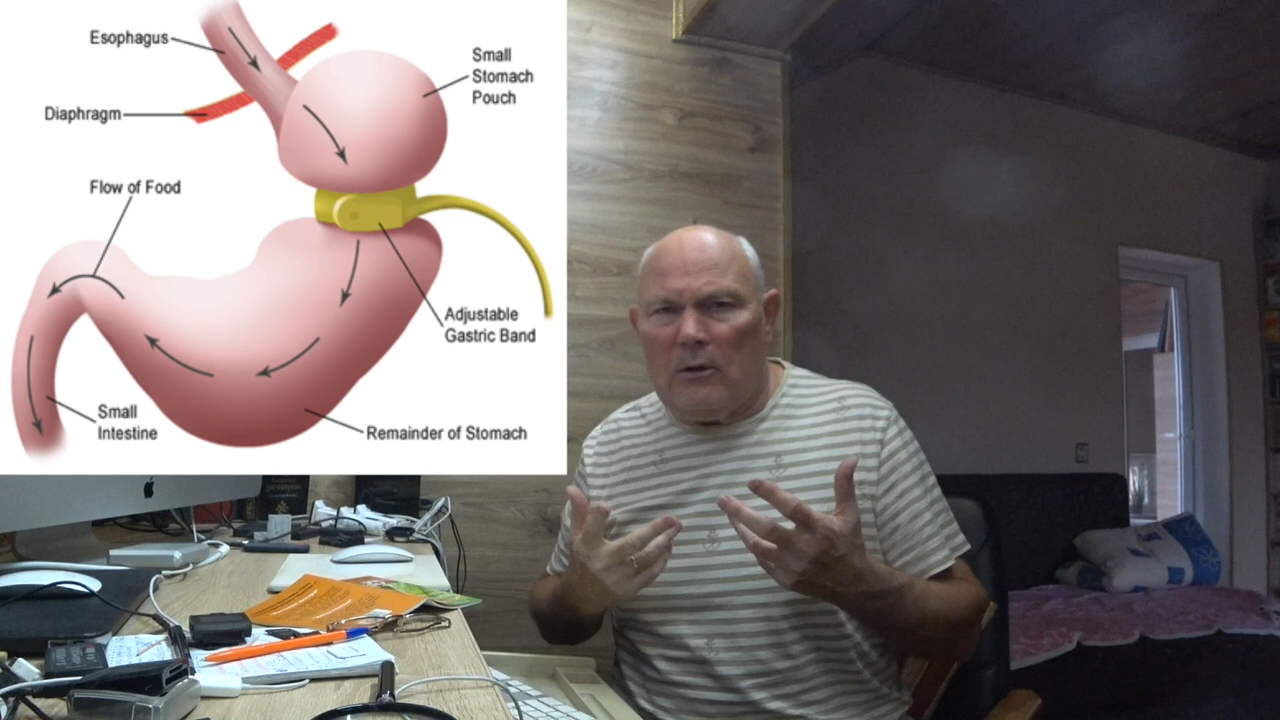 Esophagus
Small
Stomach
Pouch
Diaphragm
Flow of Food
Adjustable
Gastric Band
Small
Intestine
Remainder of Stomach